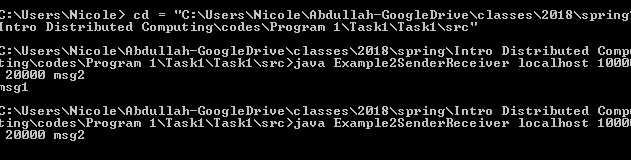 C:\Users\Nicole> cd = "C:\Users\Nicole\Abdullah-GoogleDrive\classes\2018\spring\
Intro Distributed Computing\codes\Program 1\Task1\Task1\src"
C:\Users\Nicole\Abdullah-GoogleDrive\classes\2018\spring\Intro Distributed Comp
ting\codes\Program 1\Task1\Task1\src>java Example2SenderReceiver localhost 1000
20000 msg2
msg1
C:\Users\Nicole\Abdullah-GoogleDrive\classes\2018\spring\Intro Distributed Comp
ting\codes\Program 1\Task1\Task1\src>java Example2SenderReceiver localhost 1000
20000 msg2